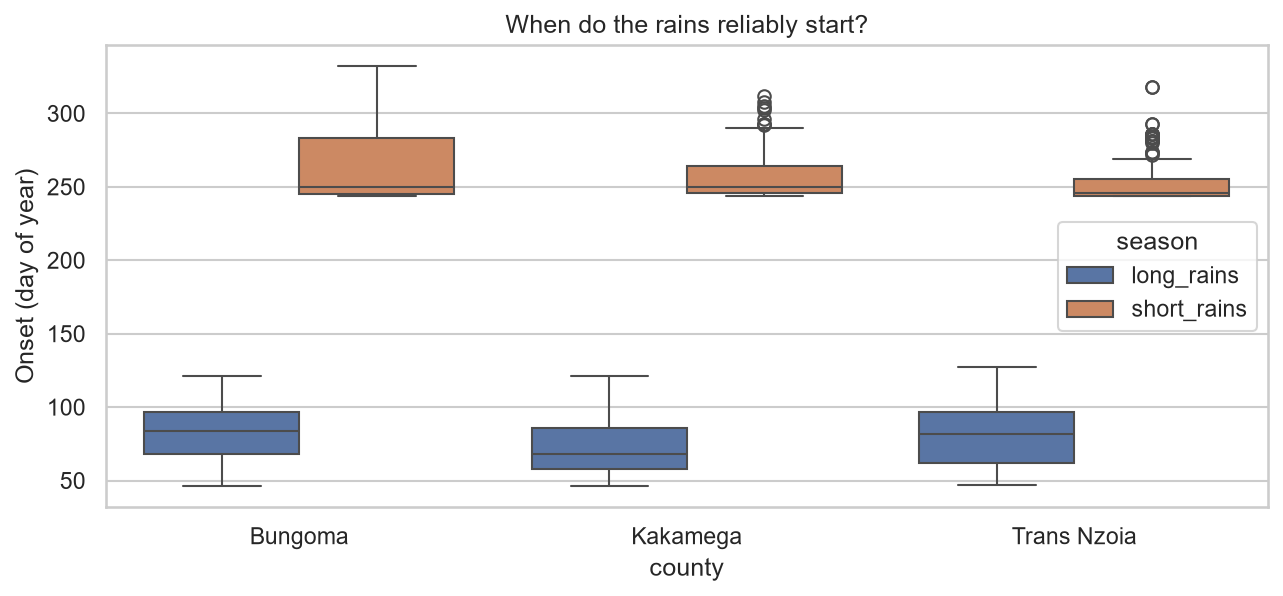 When do the rains reliably start?
Onset (day of year)
300
250
200
150
100
50
season
long_rains
short_rains
Bungoma
Kakamega
Trans Nzoia
county